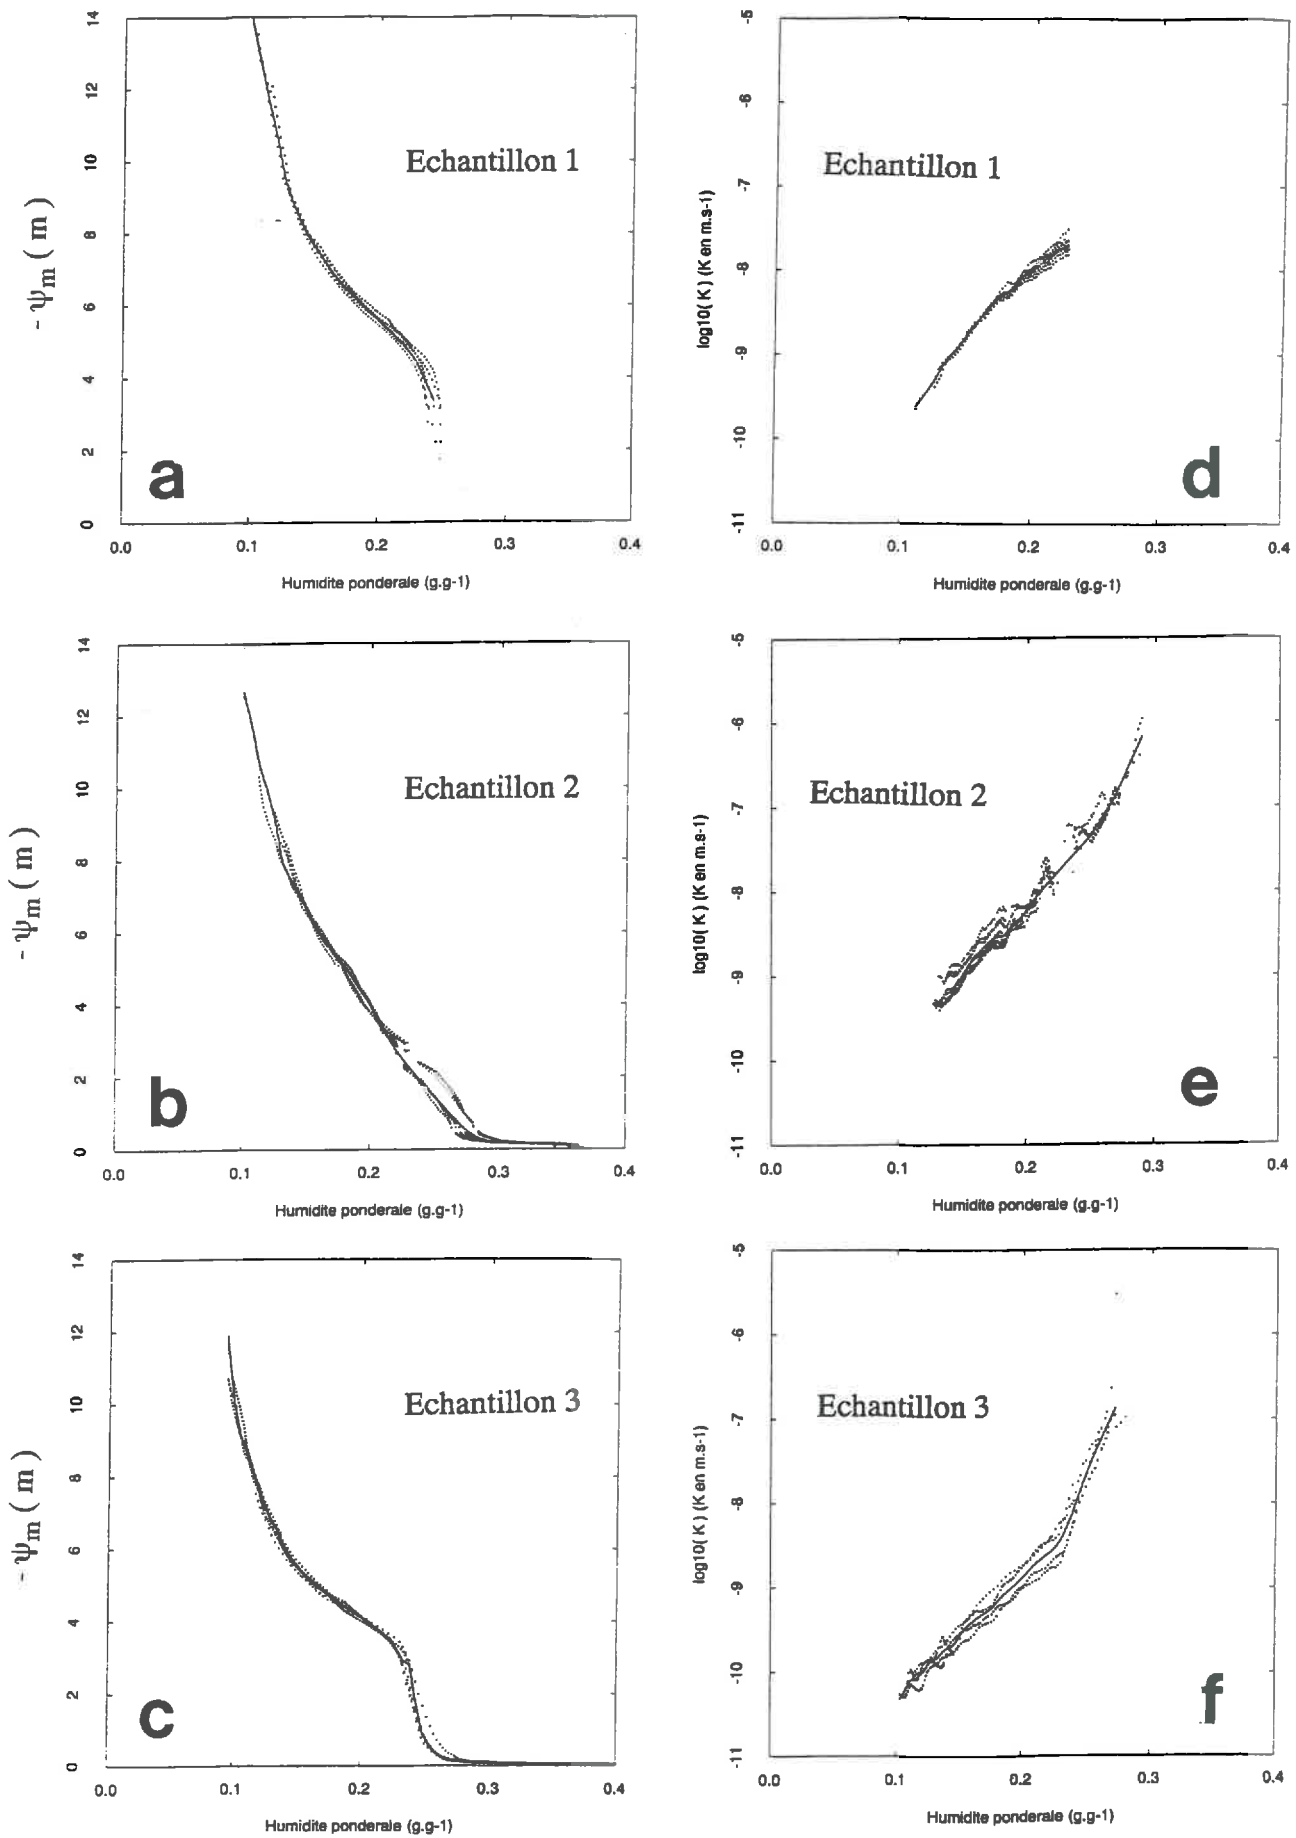 14
12
10
8
6
4
2
0
- Ψm ( m )
Echantillon 1
a
0.0 0.1 0.2 0.3 0.4
Humidite ponderale (g.g-1)
-5
-6
-7
-8
-9
-10
-11
log10( K ) (K en m.s-1)
Echantillon 1
d
0.0 0.1 0.2 0.3 0.4
Humidite ponderale (g.g-1)
14
12
10
8
6
4
2
0
- Ψm ( m )
Echantillon 2
b
0.0 0.1 0.2 0.3 0.4
Humidite ponderale (g.g-1)
-5
-6
-7
-8
-9
-10
-11
log10( K ) (K en m.s-1)
Echantillon 2
e
0.0 0.1 0.2 0.3 0.4
Humidite ponderale (g.g-1)
14
12
10
8
6
4
2
0
- Ψm ( m )
Echantillon 3
c
0.0 0.1 0.2 0.3 0.4
Humidite ponderale (g.g-1)
-5
-6
-7
-8
-9
-10
-11
log10( K ) (K en m.s-1)
Echantillon 3
f
0.0 0.1 0.2 0.3 0.4
Humidite ponderale (g.g-1)